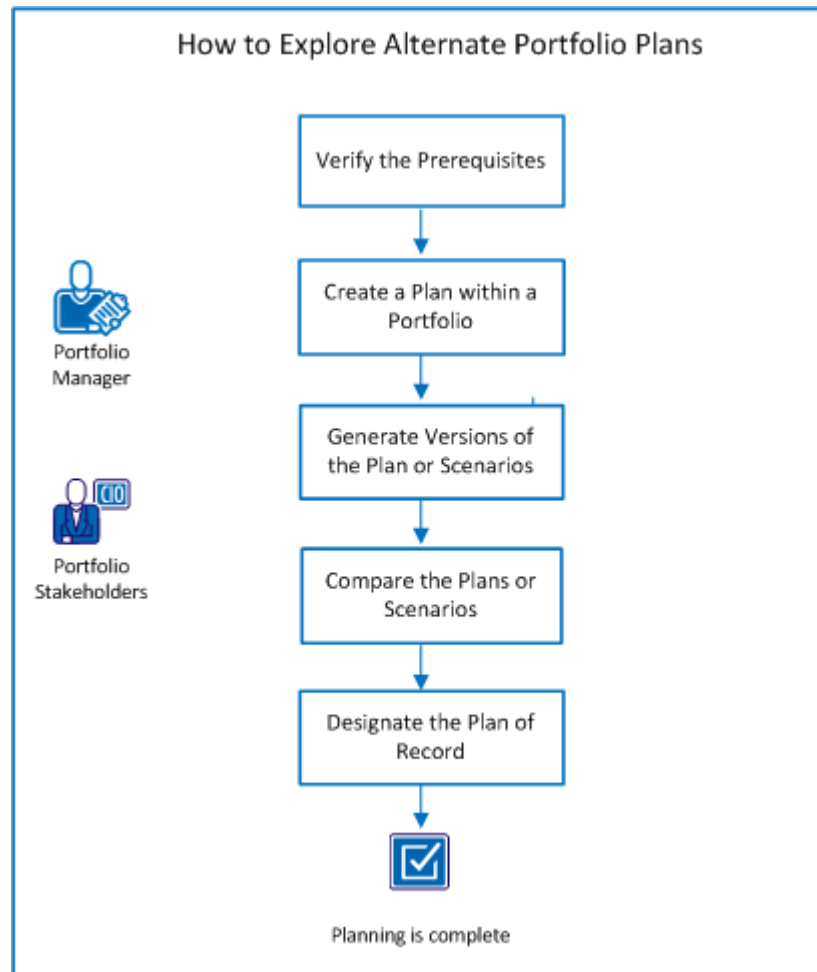 How to Explore Alternate Portfolio Plans
Verify the Prerequisites
Create a Plan within a
Portfolio
Portfolio
Manager
Generate Versions of
the Plan or Scenarios
CIO
Portfolio
Stakeholders
Compare the Plans or
Scenarios
Designate the Plan of
Record
Planning is complete